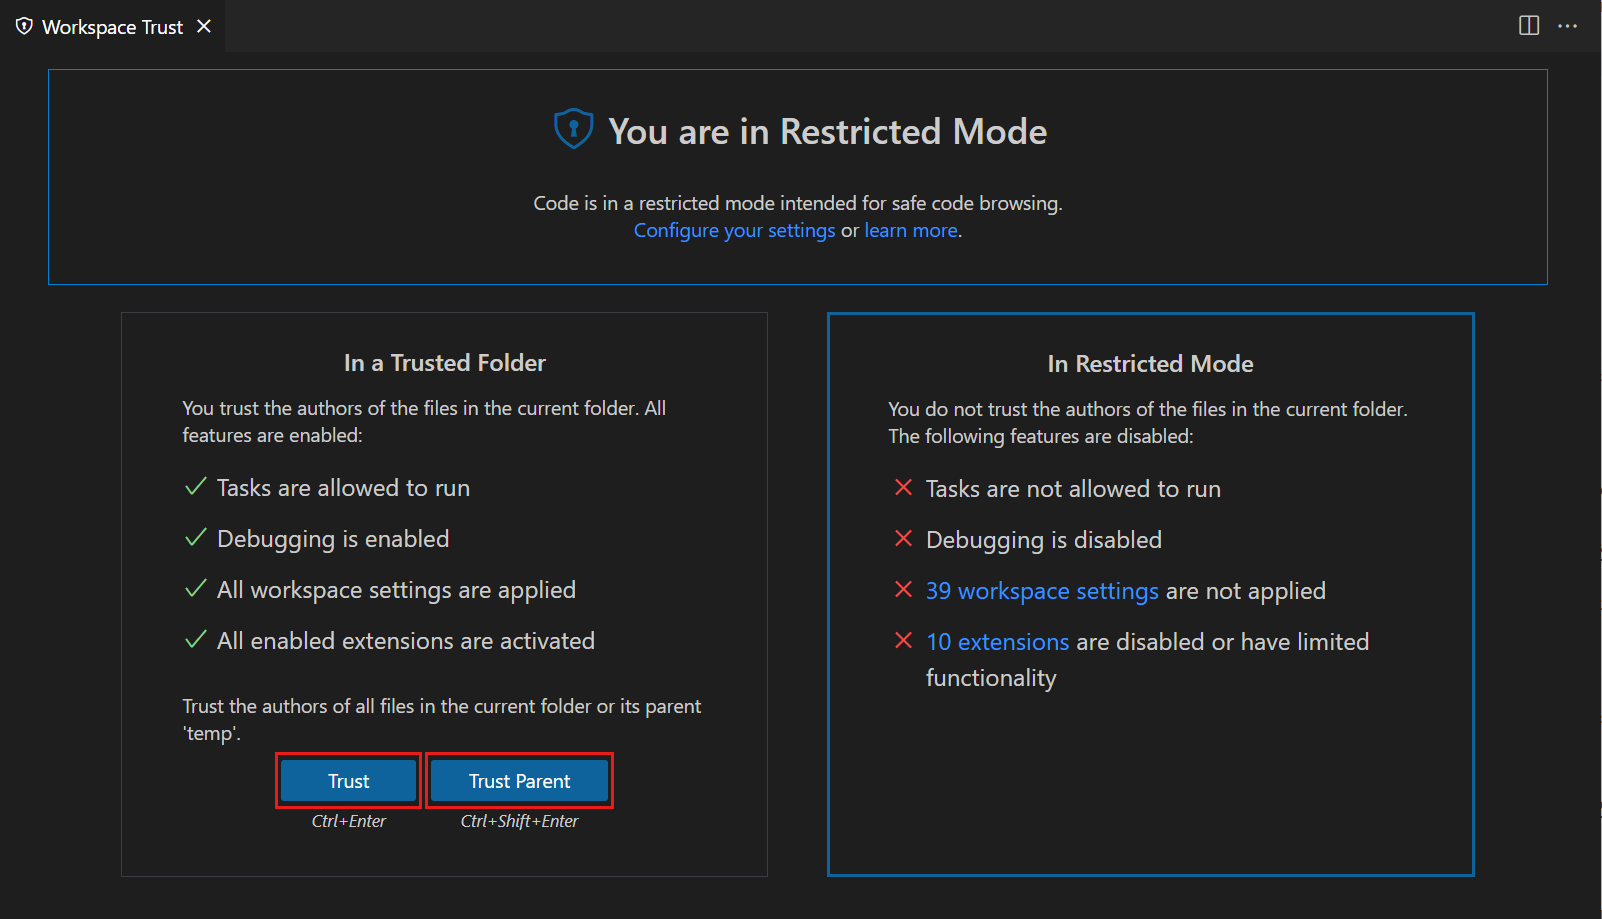 Workspace Trust
You are in Restricted Mode
Code is in a restricted mode intended for safe code browsing.
Configure your settings or learn more.
In a Trusted Folder
You trust the authors of the files in the current folder. All
features are enabled:
Tasks are allowed to run
Debugging is enabled
All workspace settings are applied
All enabled extensions are activated
Trust the authors of all files in the current folder or its parent
'temp'.
Trust
Trust Parent
Ctrl+Enter
Ctrl+Shift+Enter
In Restricted Mode
You do not trust the authors of the files in the current folder.
The following features are disabled:
Tasks are not allowed to run
Debugging is disabled
39 workspace settings are not applied
10 extensions are disabled or have limited
functionality